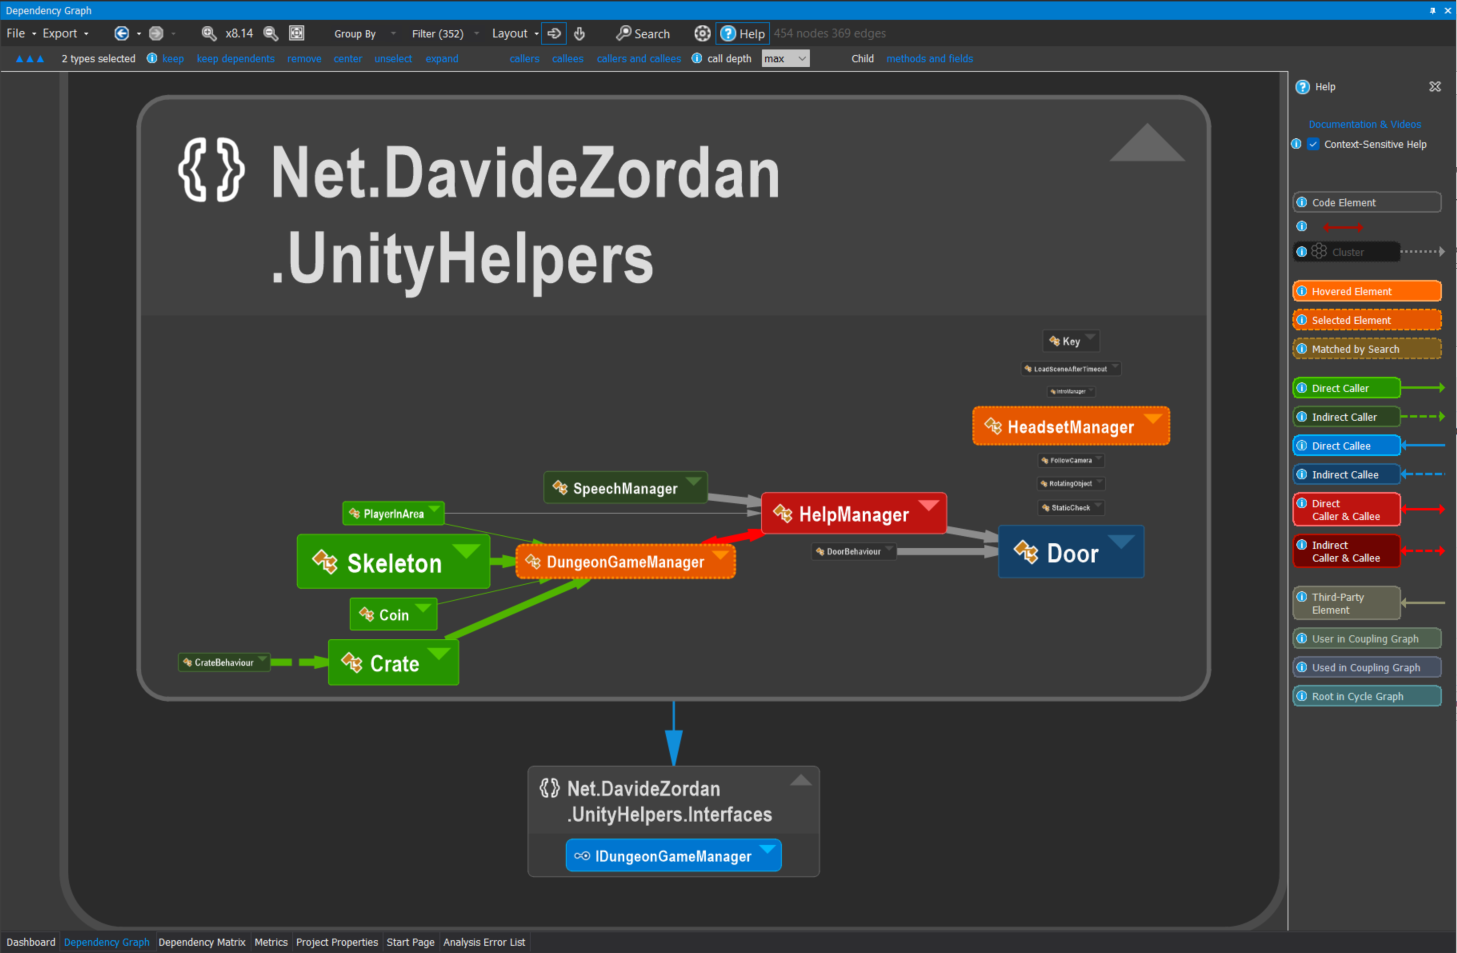 Dependency Graph
File Export x8.14 Group By Filter (352) Layout Search Help 454 nodes 369 edges
2 types selected keep keep dependents remove center unselect expand callers callees callers and callees call depth max Child methods and fields
Net.DavideZordan
.UnityHelpers
Key
LoadSceneAfterTimeout
IntroManager
HeadsetManager
FollowCamera
RotatingObject
StaticCheck
SpeechManager
PlayerInArea
HelpManager
DoorBehaviour
Door
Skeleton
DungeonGameManager
Coin
CrateBehaviour
Crate
Net.DavideZordan
.UnityHelpers.Interfaces
IDungeonGameManager
Help
Documentation & Videos
Context-Sensitive Help
Code Element
Cluster
Hovered Element
Selected Element
Matched by Search
Direct Caller
Indirect Caller
Direct Callee
Indirect Callee
Direct
Caller & Callee
Indirect
Caller & Callee
Third-Party
Element
User in Coupling Graph
Used in Coupling Graph
Root in Cycle Graph
Dashboard Dependency Graph Dependency Matrix Metrics Project Properties Start Page Analysis Error List